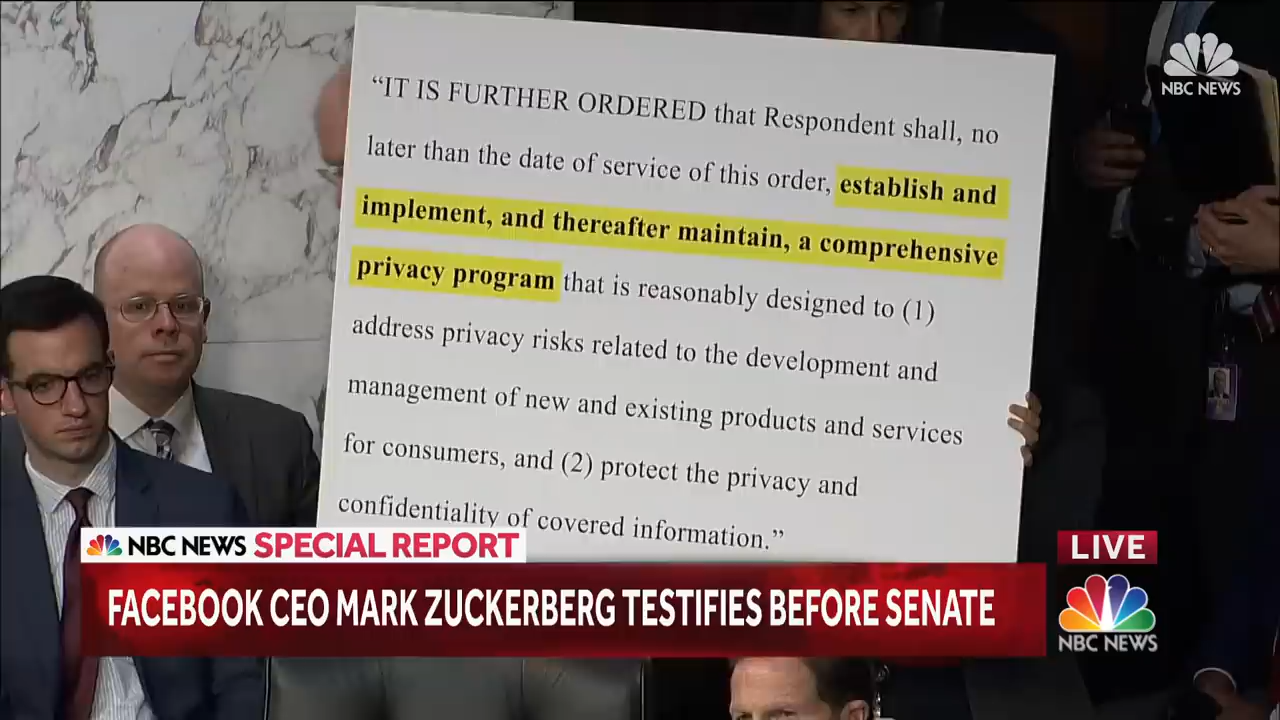 “IT IS FURTHER ORDERED that Respondent shall, no
later than the date of service of this order, establish and
implement, and thereafter maintain, a comprehensive
privacy program that is reasonably designed to (1)
address privacy risks related to the development and
management of new and existing products and services
for consumers, and (2) protect the privacy and
confidentiality of covered information.”
NBC NEWS
NBC NEWS SPECIAL REPORT
FACEBOOK CEO MARK ZUCKERBERG TESTIFIES BEFORE SENATE
LIVE
NBC NEWS